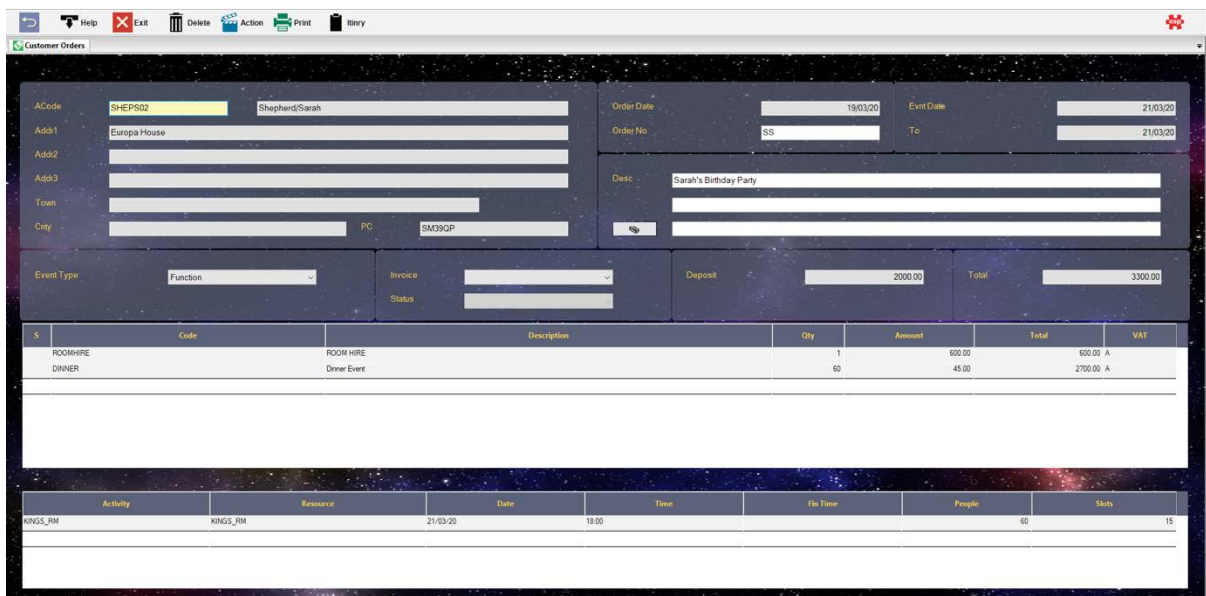 Help Exit Delete Action Print Itinry esp
Customer Orders
ACode SHEPS02 Shepherd/Sarah Order Date 19/03/20 Evnt Date 21/03/20
Addr1 Europa House Order No SS To 21/03/20
Addr2
Addr3 Desc Sarah's Birthday Party
Town
Cnty PC SM39QP
Event Type Function Invoice Deposit 2000.00 Total 3300.00
Status
S Code Description Qty Amount Total VAT
ROOMHIRE ROOM HIRE 1 600.00 600.00 A
DINNER Dinner Event 60 45.00 2700.00 A
Activity Resource Date Time Fin Time People Slots
KINGS_RM KINGS_RM 21/03/20 18:00 60 15